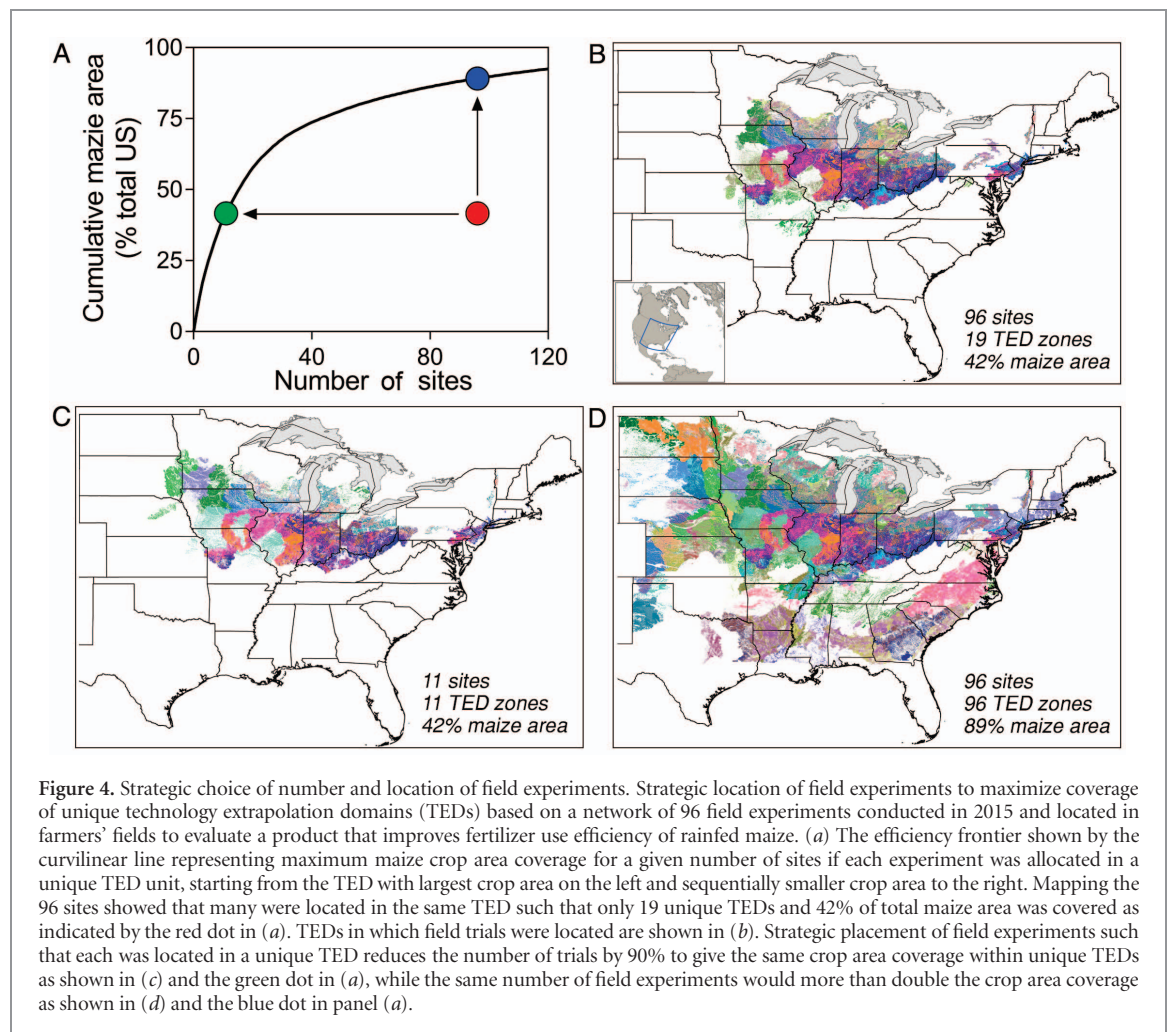 A
Cumulative mazie area
(% total US)
100
75
50
25
0
0
40
80
120
Number of sites
B
96 sites
19 TED zones
42% maize area
C
11 sites
11 TED zones
42% maize area
D
96 sites
96 TED zones
89% maize area
Figure 4. Strategic choice of number and location of field experiments. Strategic location of field experiments to maximize coverage
of unique technology extrapolation domains (TEDs) based on a network of 96 field experiments conducted in 2015 and located in
farmers’ fields to evaluate a product that improves fertilizer use efficiency of rainfed maize. (a) The efficiency frontier shown by the
curvilinear line representing maximum maize crop area coverage for a given number of sites if each experiment was allocated in a
unique TED unit, starting from the TED with largest crop area on the left and sequentially smaller crop area to the right. Mapping the
96 sites showed that many were located in the same TED such that only 19 unique TEDs and 42% of total maize area was covered as
indicated by the red dot in (a). TEDs in which field trials were located are shown in (b). Strategic placement of field experiments such
that each was located in a unique TED reduces the number of trials by 90% to give the same crop area coverage within unique TEDs
as shown in (c) and the green dot in (a), while the same number of field experiments would more than double the crop area coverage
as shown in (d) and the blue dot in panel (a).